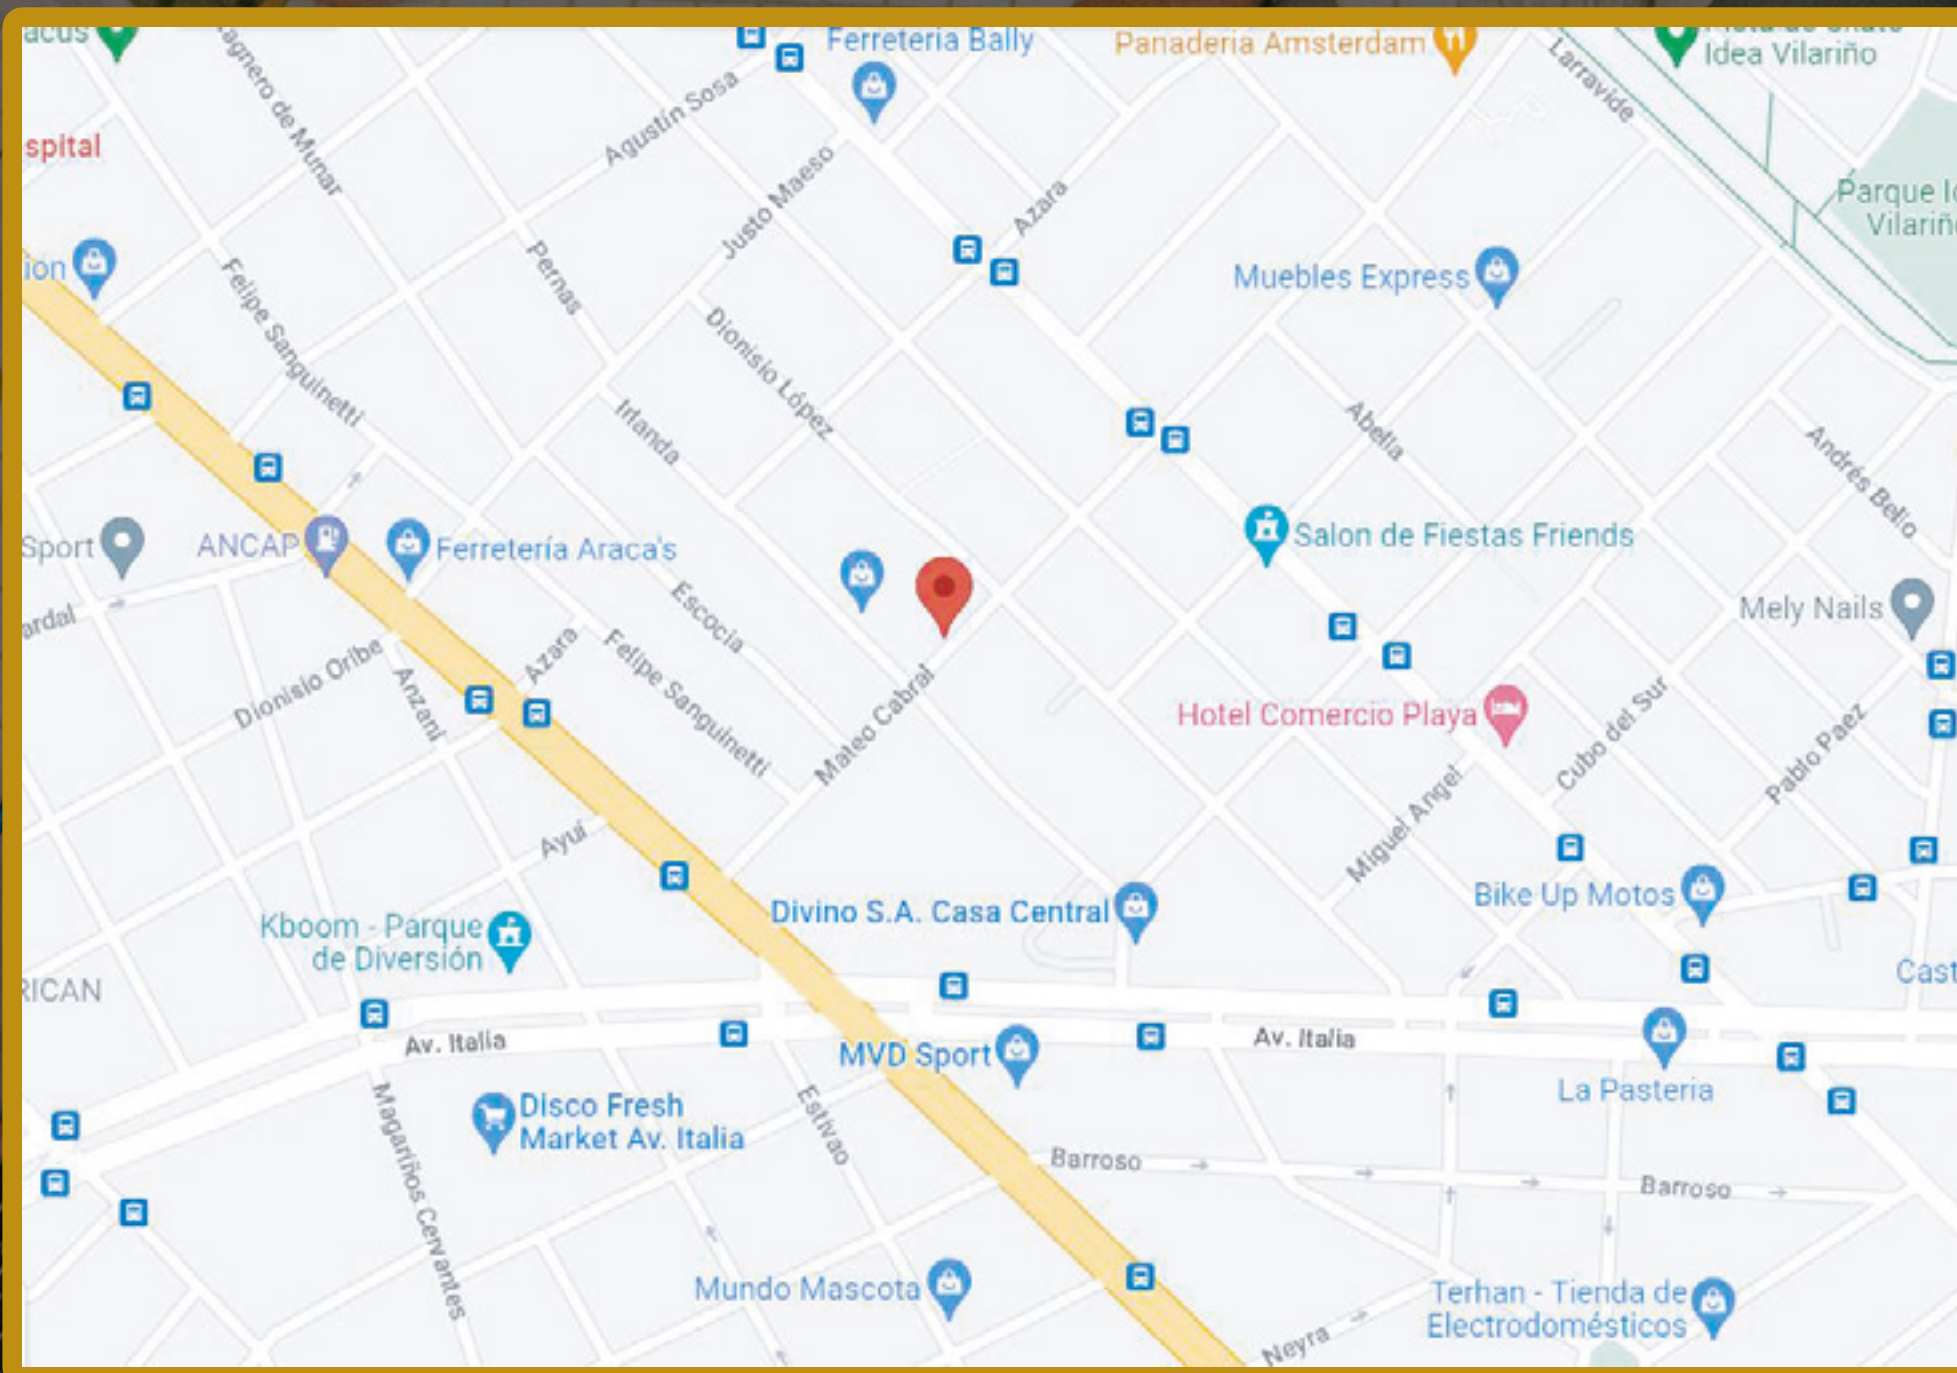 Ferreteria Bally
Panaderia Amsterdam
Larravide
Idea Vilariño
Agustín Sosa
Justo Maeso
Azara
Pernas
Felipe Sanguinetti
Muebles Express
Dionisio López
Irlanda
Abella
Andrés Bello
Sport
ANCAP
Ferretería Araca's
Salon de Fiestas Friends
Escocia
Mely Nails
Dionisio Oribe
Anzani
Azara
Felipe Sanguinetti
Mateo Cabral
Hotel Comercio Playa
Cubo del Sur
Pablo Paez
Miguel Angel
Ayuí
Divino S.A. Casa Central
Bike Up Motos
Kboom - Parque
de Diversión
Av. Italia
MVD Sport
Av. Italia
La Pasteria
Magariños Cervantes
Disco Fresh
Market Av. Italia
Estivao
Barroso
Barroso
Mundo Mascota
Terhan - Tienda de
Electrodomésticos
Neyra
Parque